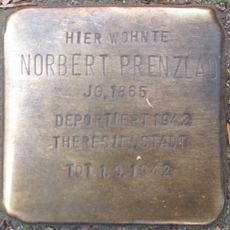 HIER WOHNTE
NORBERT PRENZLAU
JG. 1865
DEPORTIERT 1942
THERESIENSTADT
TOT 1.9.1942